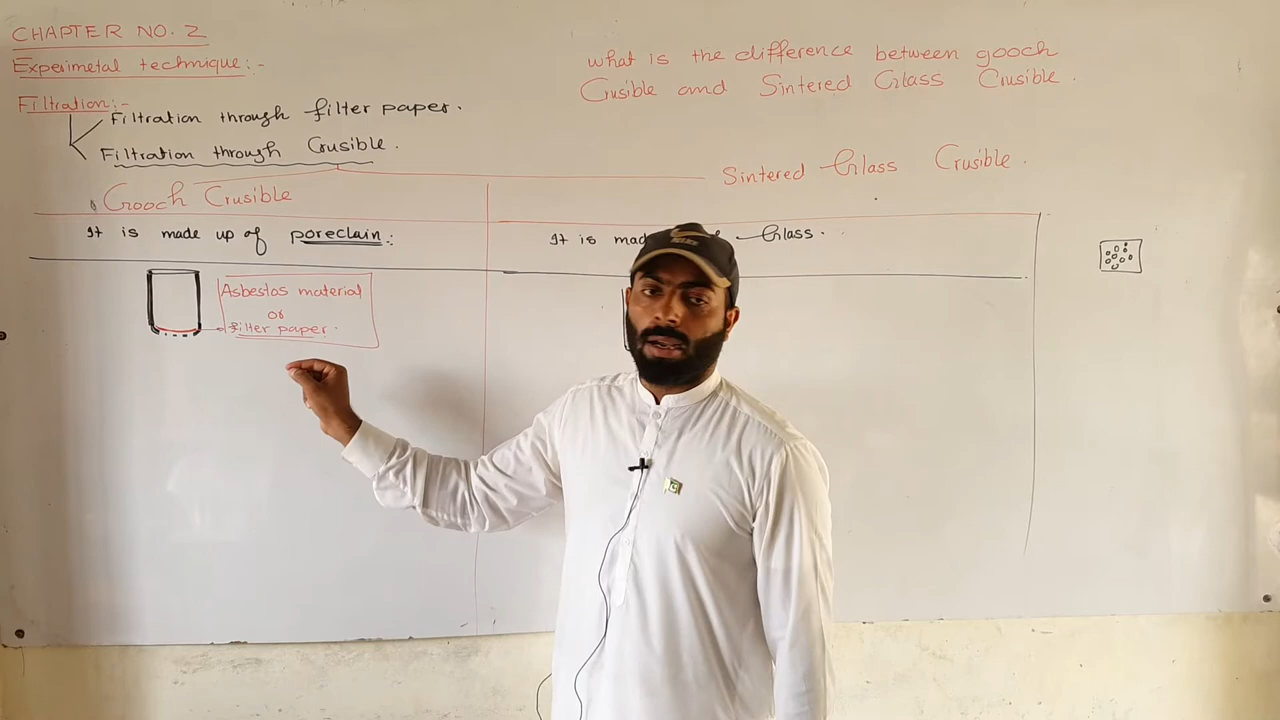 CHAPTER NO. 2
Experimetal technique:-
what is the difference between gooch
Crusible and Sintered Glass Crusible.
Filtration:-
Filtration through filter paper.
Filtration through Crusible.
Gooch Crusible
Sintered Glass Crusible.
It is made up of poreclain:
It is mad Glass.
Asbestos material
or
filter paper.